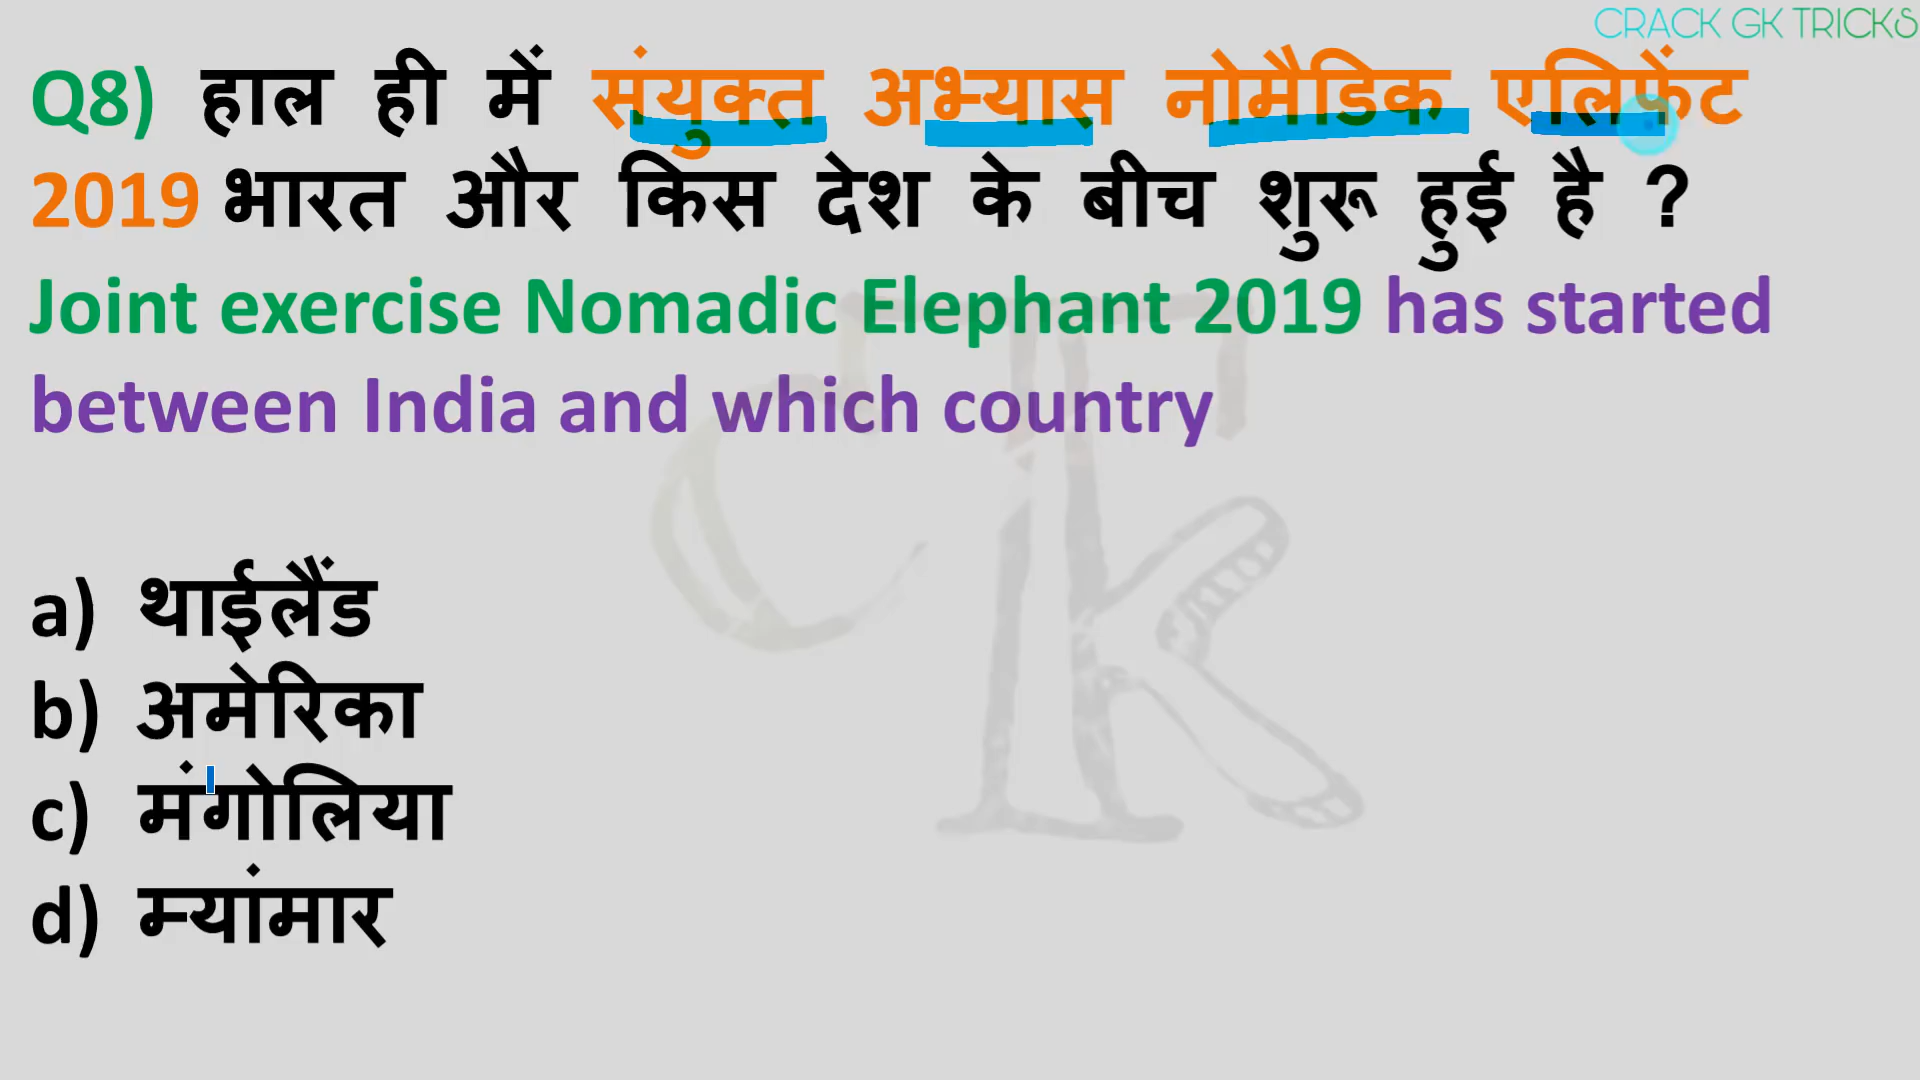 CRACK GK TRICKS
Q8) हाल ही में संयुक्त अभ्यास नोमैडिक एलिफेंट
2019 भारत और किस देश के बीच शुरू हुई है ?
Joint exercise Nomadic Elephant 2019 has started
between India and which country
a) थाईलैंड
b) अमेरिका
c) मंगोलिया
d) म्यांमार